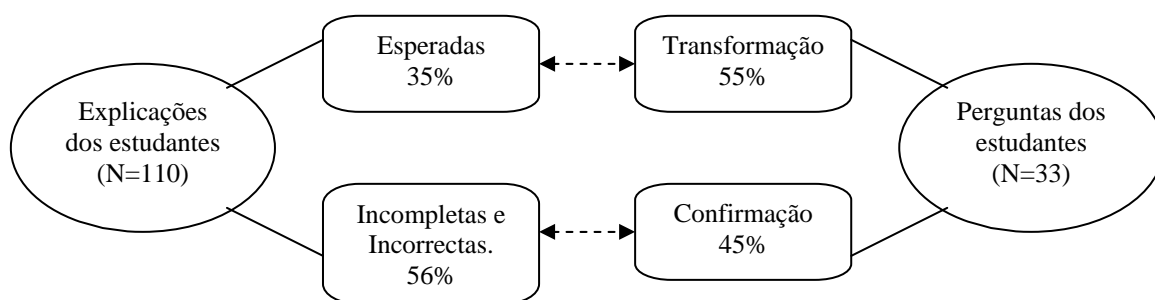 Explicações
dos estudantes
(N=110)
Esperadas
35%
Incompletas e
Incorrectas.
56%
Transformação
55%
Confirmação
45%
Perguntas dos
estudantes
(N=33)